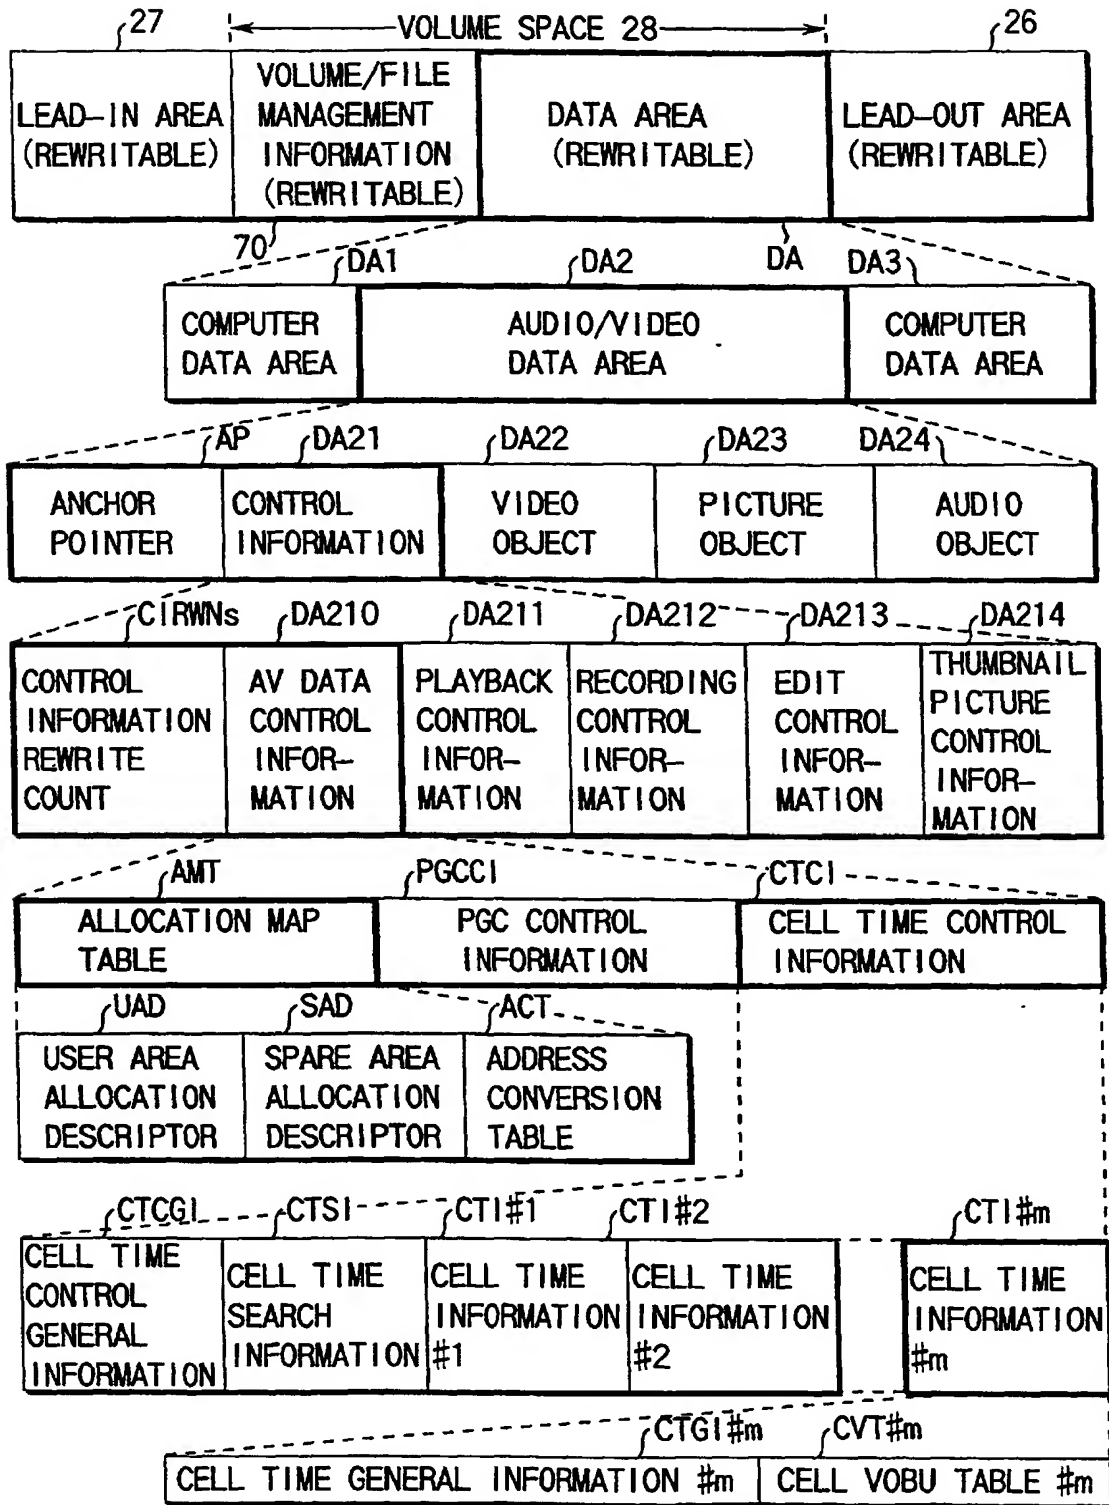 27
VOLUME SPACE 28
26
LEAD-IN AREA
(REWRITABLE)
VOLUME/FILE
MANAGEMENT
INFORMATION
(REWRITABLE)
DATA AREA
(REWRITABLE)
LEAD-OUT AREA
(REWRITABLE)
70
DA
DA1
DA2
DA3
COMPUTER
DATA AREA
AUDIO/VIDEO
DATA AREA
COMPUTER
DATA AREA
AP
DA21
DA22
DA23
DA24
ANCHOR
POINTER
CONTROL
INFORMATION
VIDEO
OBJECT
PICTURE
OBJECT
AUDIO
OBJECT
CIRWNs
DA210
DA211
DA212
DA213
DA214
CONTROL
INFORMATION
REWRITE
COUNT
AV DATA
CONTROL
INFOR-
MATION
PLAYBACK
CONTROL
INFOR-
MATION
RECORDING
CONTROL
INFOR-
MATION
EDIT
CONTROL
INFOR-
MATION
THUMBNAIL
PICTURE
CONTROL
INFOR-
MATION
AMT
PGCCI
CTCI
ALLOCATION MAP
TABLE
PGC CONTROL
INFORMATION
CELL TIME CONTROL
INFORMATION
UAD
SAD
ACT
USER AREA
ALLOCATION
DESCRIPTOR
SPARE AREA
ALLOCATION
DESCRIPTOR
ADDRESS
CONVERSION
TABLE
CTCGI
CTSI
CTI#1
CTI#2
CTI#m
CELL TIME
CONTROL
GENERAL
INFORMATION
CELL TIME
SEARCH
INFORMATION
CELL TIME
INFORMATION
#1
CELL TIME
INFORMATION
#2
CELL TIME
INFORMATION
#m
CTGI#m
CVT#m
CELL TIME GENERAL INFORMATION #m
CELL VOBU TABLE #m